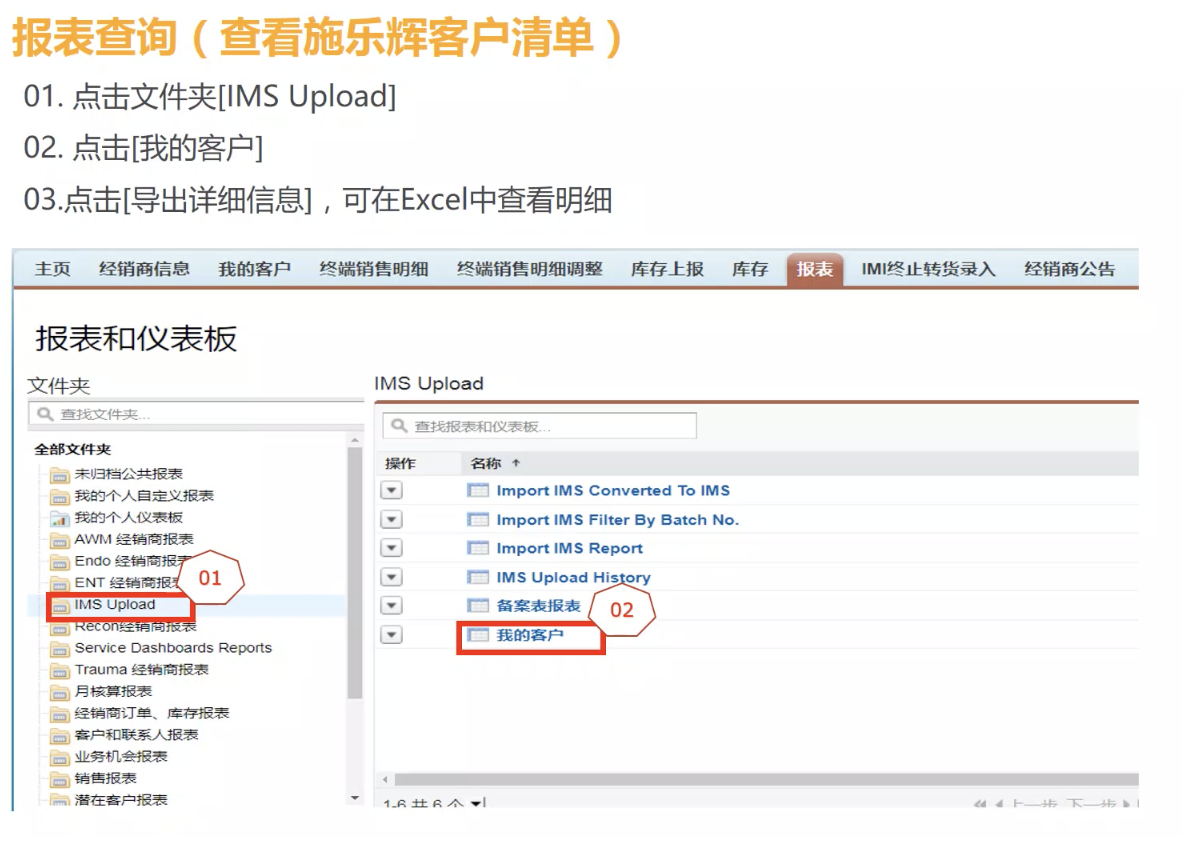 报表查询（查看施乐辉客户清单）
01. 点击文件夹[IMS Upload]
02. 点击[我的客户]
03.点击[导出详细信息]，可在Excel中查看明细
主页 经销商信息 我的客户 终端销售明细 终端销售明细调整 库存上报 库存 报表 IMI终止转货录入 经销商公告
报表和仪表板
文件夹
查找文件夹...
全部文件夹
未归档公共报表
我的个人自定义报表
我的个人仪表板
AWM 经销商报表
Endo 经销商报表
ENT 经销商报表
01
IMS Upload
Recon经销商报表
Service Dashboards Reports
Trauma 经销商报表
月核算报表
经销商订单、库存报表
客户和联系人报表
业务机会报表
销售报表
潜在客户报表
IMS Upload
查找报表和仪表板...
操作 名称 ↑
Import IMS Converted To IMS
Import IMS Filter By Batch No.
Import IMS Report
IMS Upload History
备案表报表
02
我的客户
1-6 共 6 个 上一步 下一步